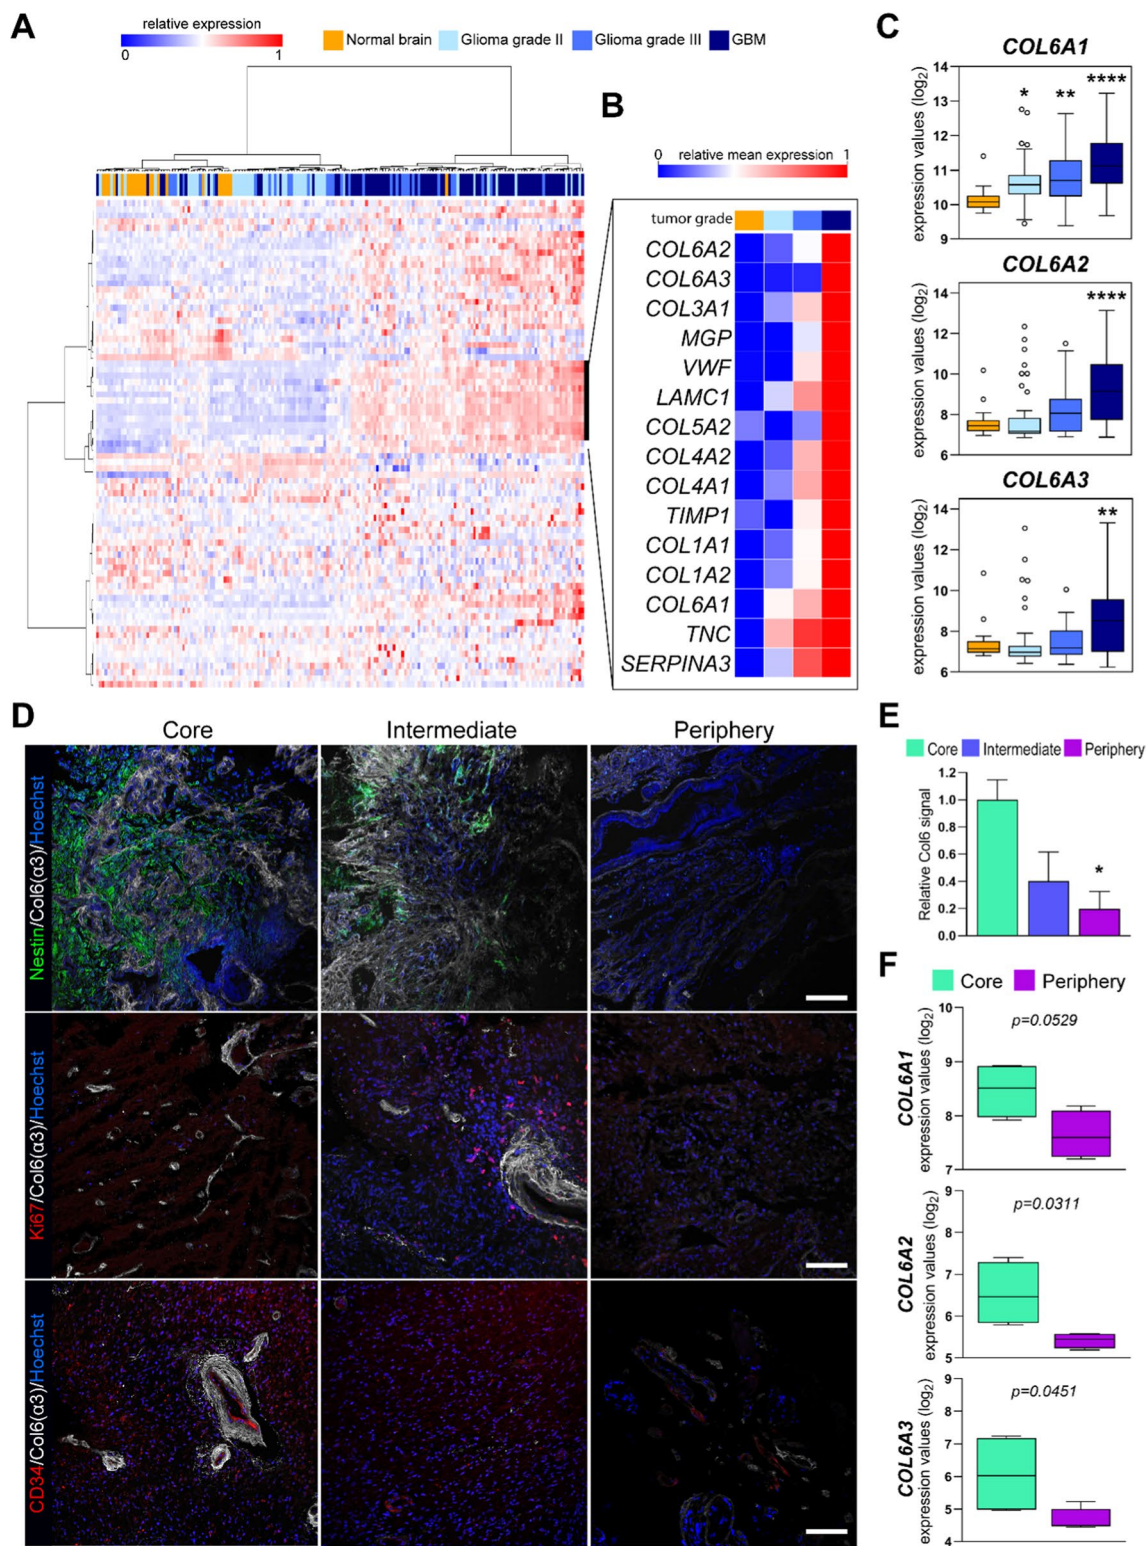 A
relative expression
0 1
Normal brain Glioma grade II Glioma grade III GBM
B
0 relative mean expression 1
tumor grade
COL6A2
COL6A3
COL3A1
MGP
VWF
LAMC1
COL5A2
COL4A2
COL4A1
TIMP1
COL1A1
COL1A2
COL6A1
TNC
SERPINA3
C
COL6A1
expression values (log2)
14
13
12
11
10
9
* ** ****
COL6A2
expression values (log2)
14
12
10
8
6
****
COL6A3
expression values (log2)
14
12
10
8
6
**
D
Core Intermediate Periphery
Nestin/Col6(α3)/Hoechst
Ki67/Col6(α3)/Hoechst
CD34/Col6(α3)/Hoechst
E
Core Intermediate Periphery
Relative Col6 signal
1.2
1.0
0.8
0.6
0.4
0.2
0.0
*
F
Core Periphery
COL6A1
expression values (log2)
10
9
8
7
p=0.0529
COL6A2
expression values (log2)
9
8
7
6
5
p=0.0311
COL6A3
expression values (log2)
9
8
7
6
5
4
p=0.0451